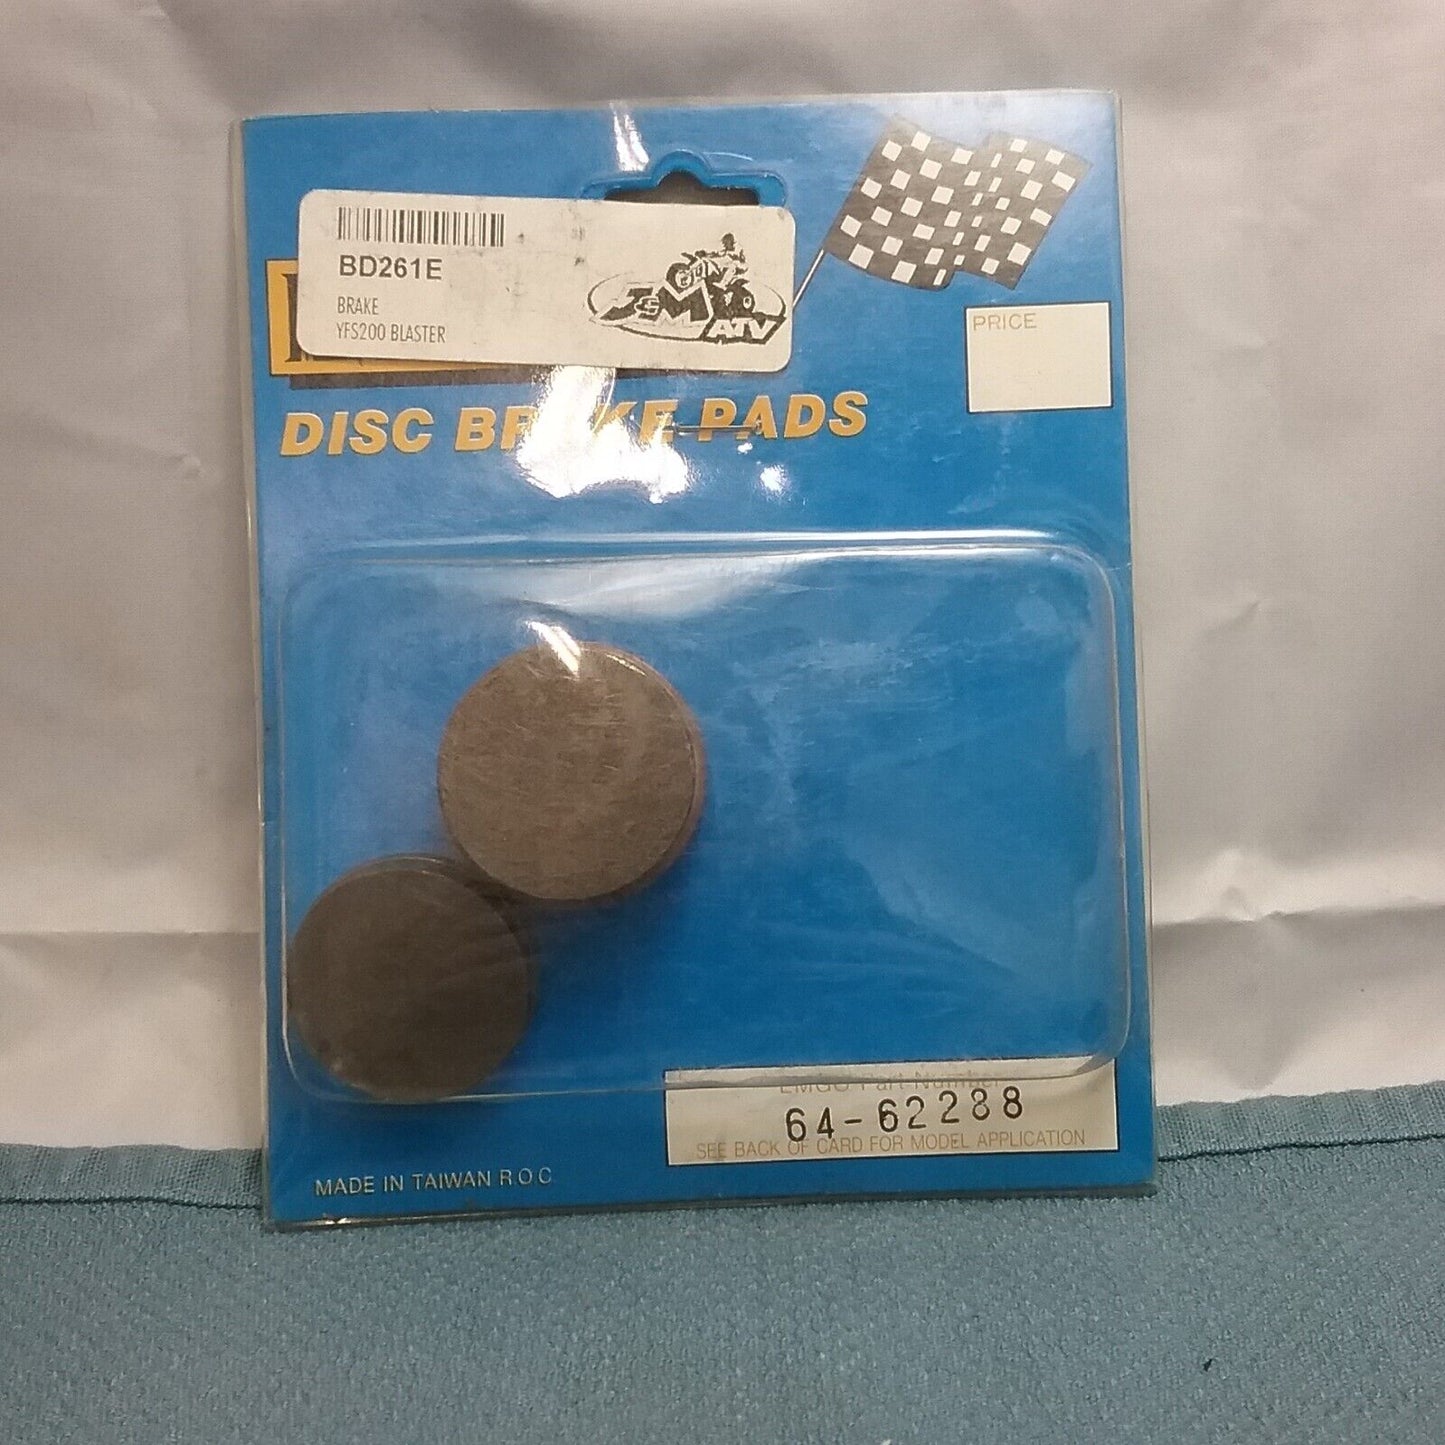 BD261E
BRAKE
YFS200 BLASTER
ATV
PRICE
DISC BRAKE PADS
EMGO Part Number
64-62288
SEE BACK OF CARD FOR MODEL APPLICATION
MADE IN TAIWAN R O C